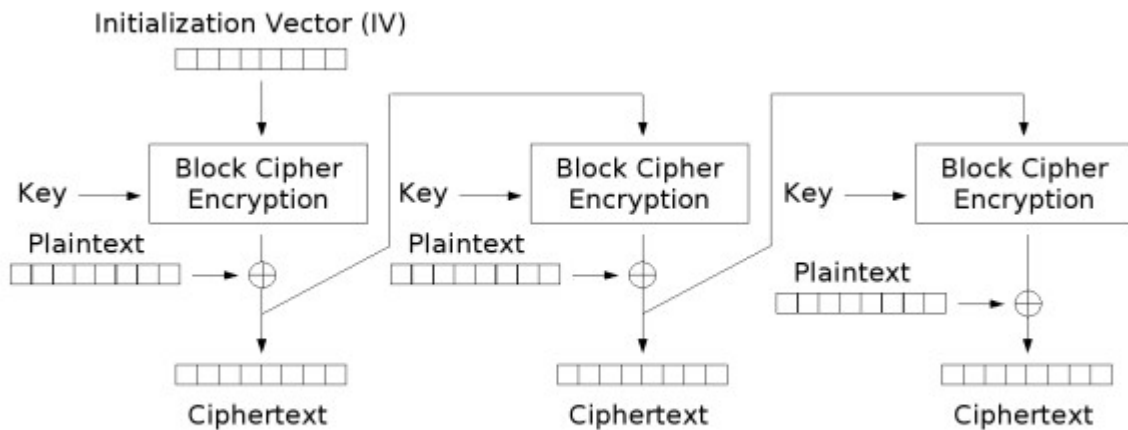 Initialization Vector (IV)
Block Cipher
Encryption
Key
Plaintext
Ciphertext
Block Cipher
Encryption
Key
Plaintext
Ciphertext
Block Cipher
Encryption
Key
Plaintext
Ciphertext